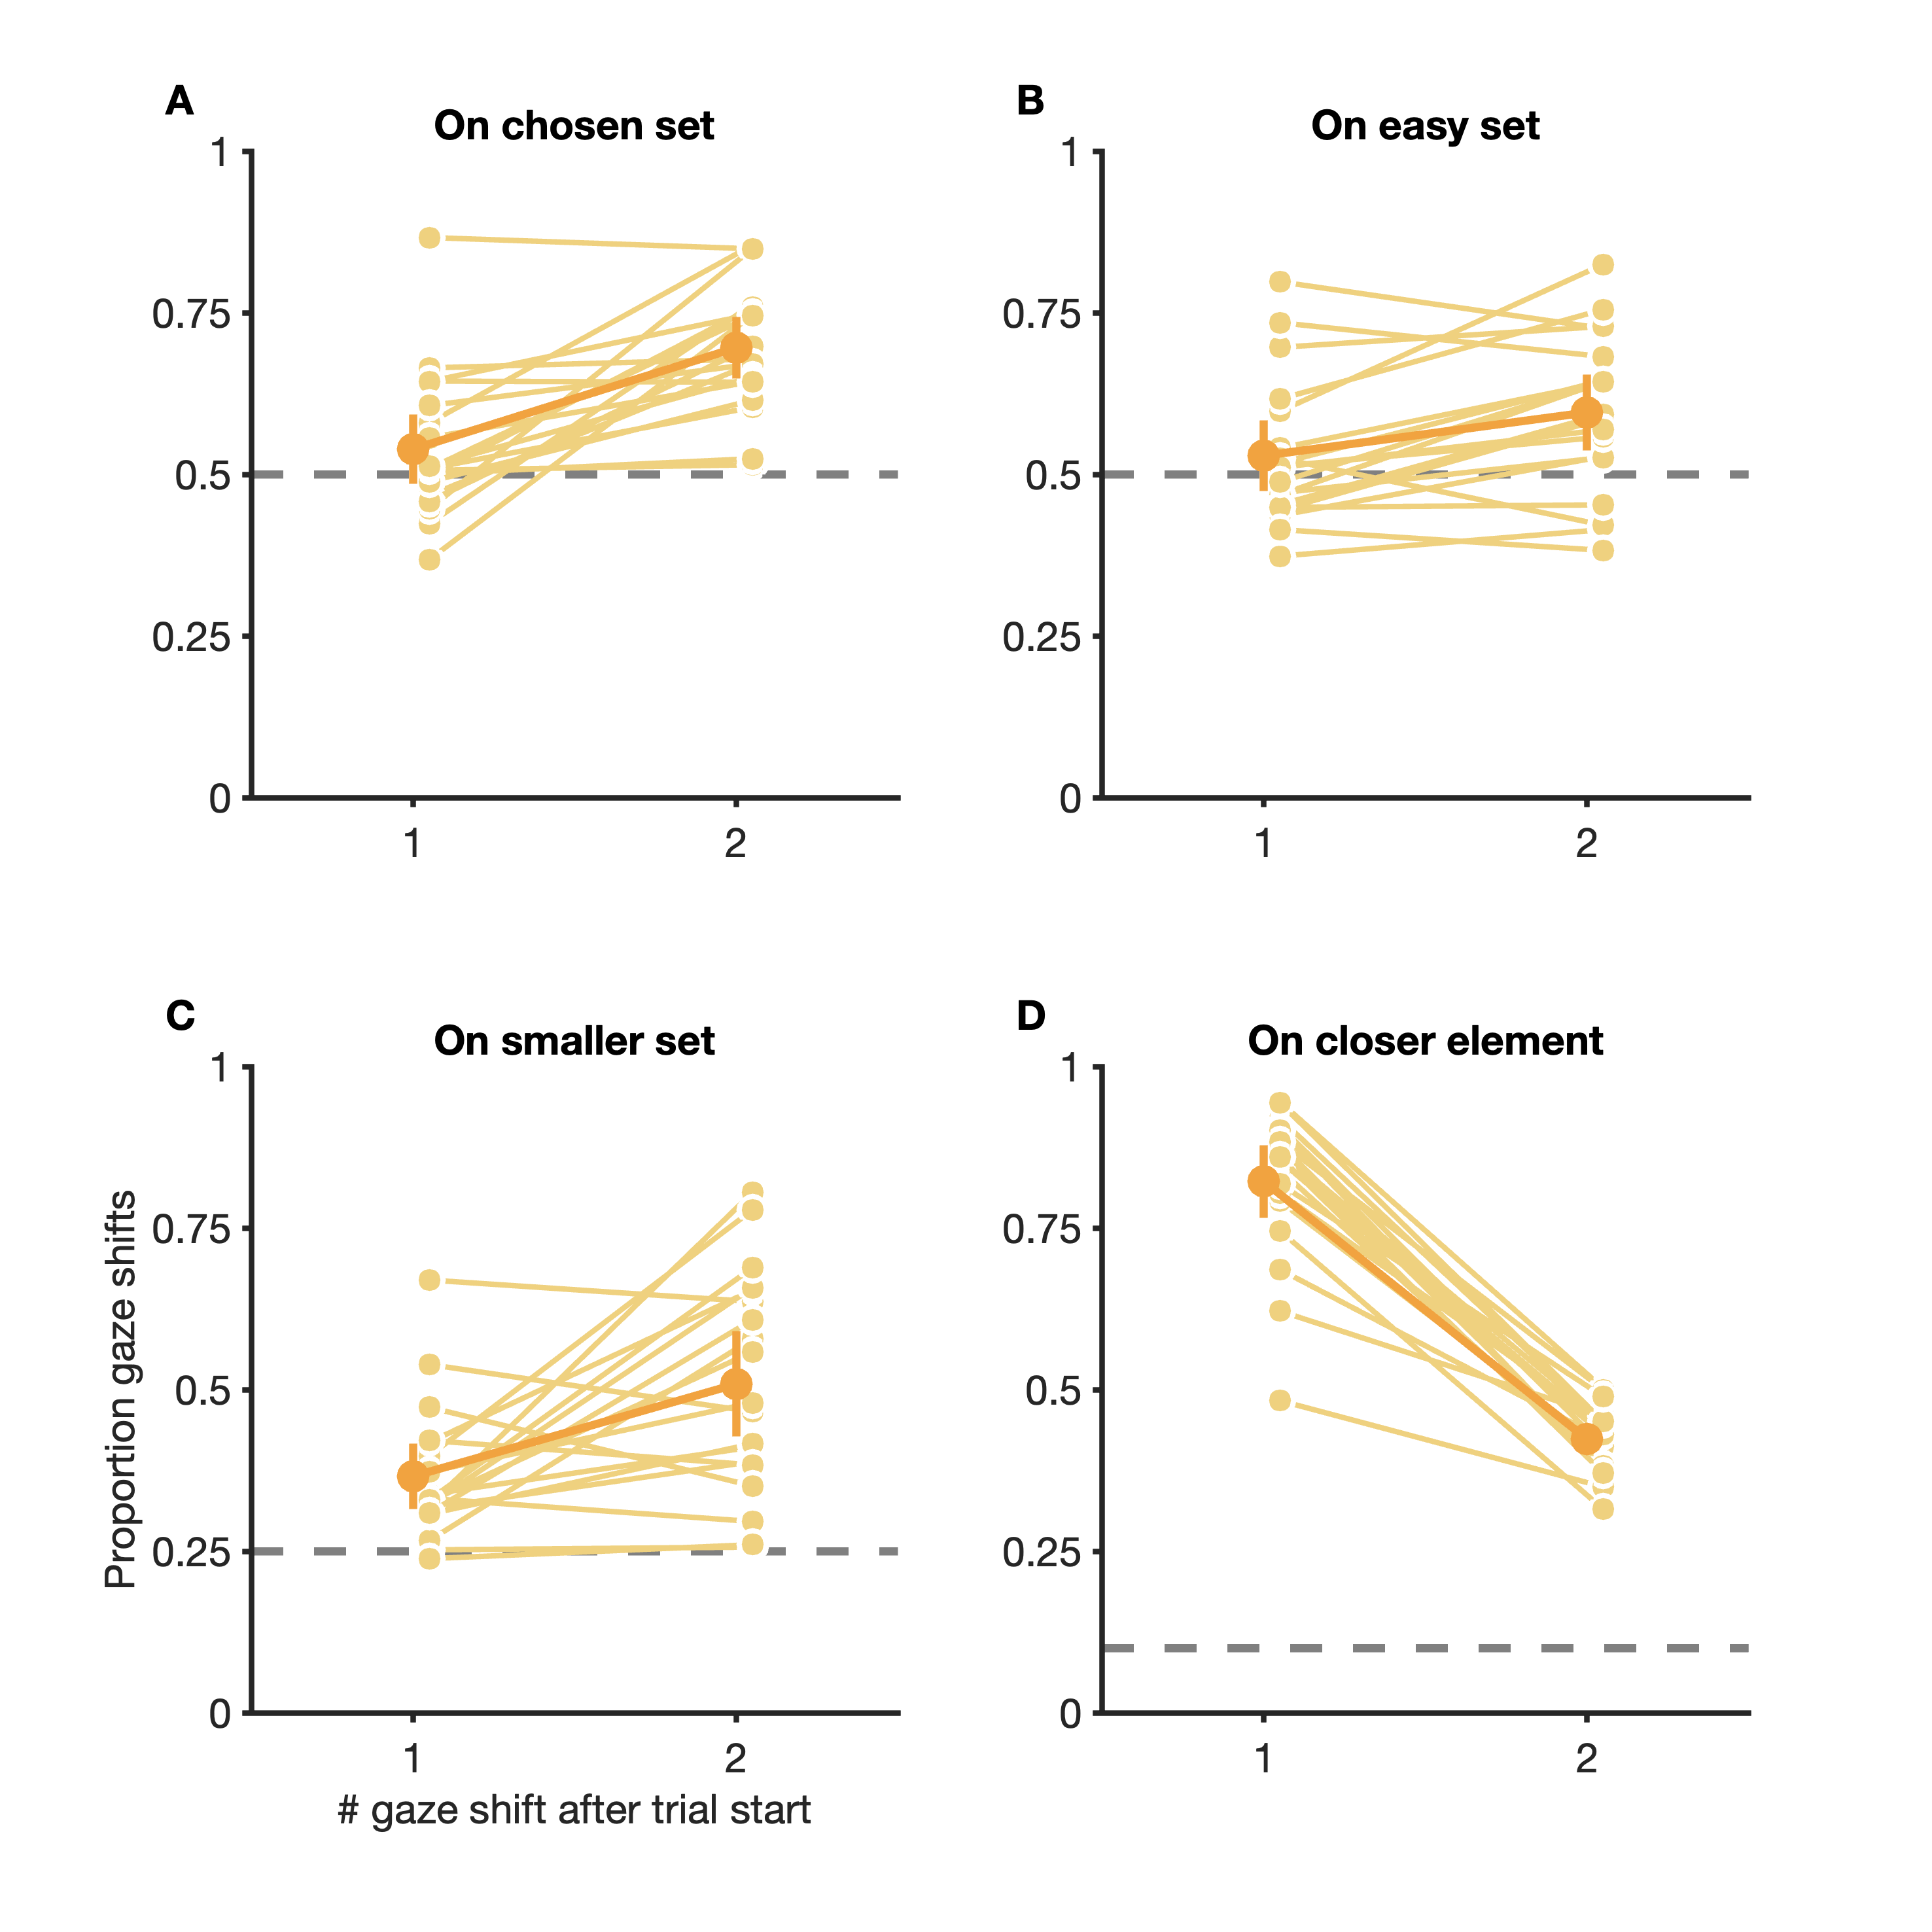 A
On chosen set
1
0.75
0.5
0.25
0
1 2
B
On easy set
1
0.75
0.5
0.25
0
1 2
C
On smaller set
Proportion gaze shifts
1
0.75
0.5
0.25
0
1 2
# gaze shift after trial start
D
On closer element
1
0.75
0.5
0.25
0
1 2